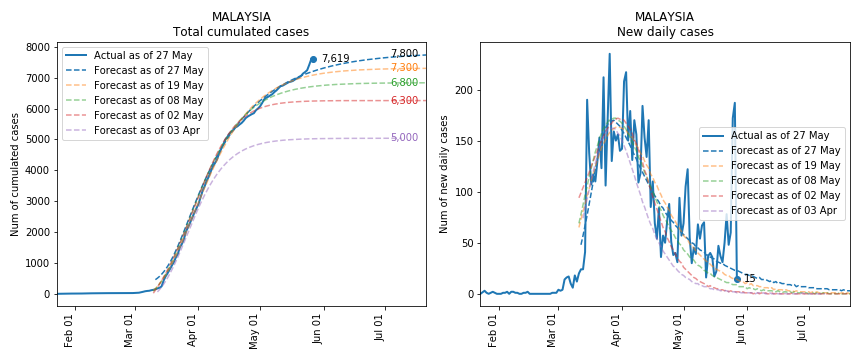 MALAYSIA
Total cumulated cases
Num of cumulated cases
8000
7000
6000
5000
4000
3000
2000
1000
0
Actual as of 27 May
Forecast as of 27 May
Forecast as of 19 May
Forecast as of 08 May
Forecast as of 02 May
Forecast as of 03 Apr
7,619
7,800
7,300
6,800
6,300
5,000
Feb 01
Mar 01
Apr 01
May 01
Jun 01
Jul 01
MALAYSIA
New daily cases
Num of new daily cases
200
150
100
50
0
Actual as of 27 May
Forecast as of 27 May
Forecast as of 19 May
Forecast as of 08 May
Forecast as of 02 May
Forecast as of 03 Apr
15
Feb 01
Mar 01
Apr 01
May 01
Jun 01
Jul 01